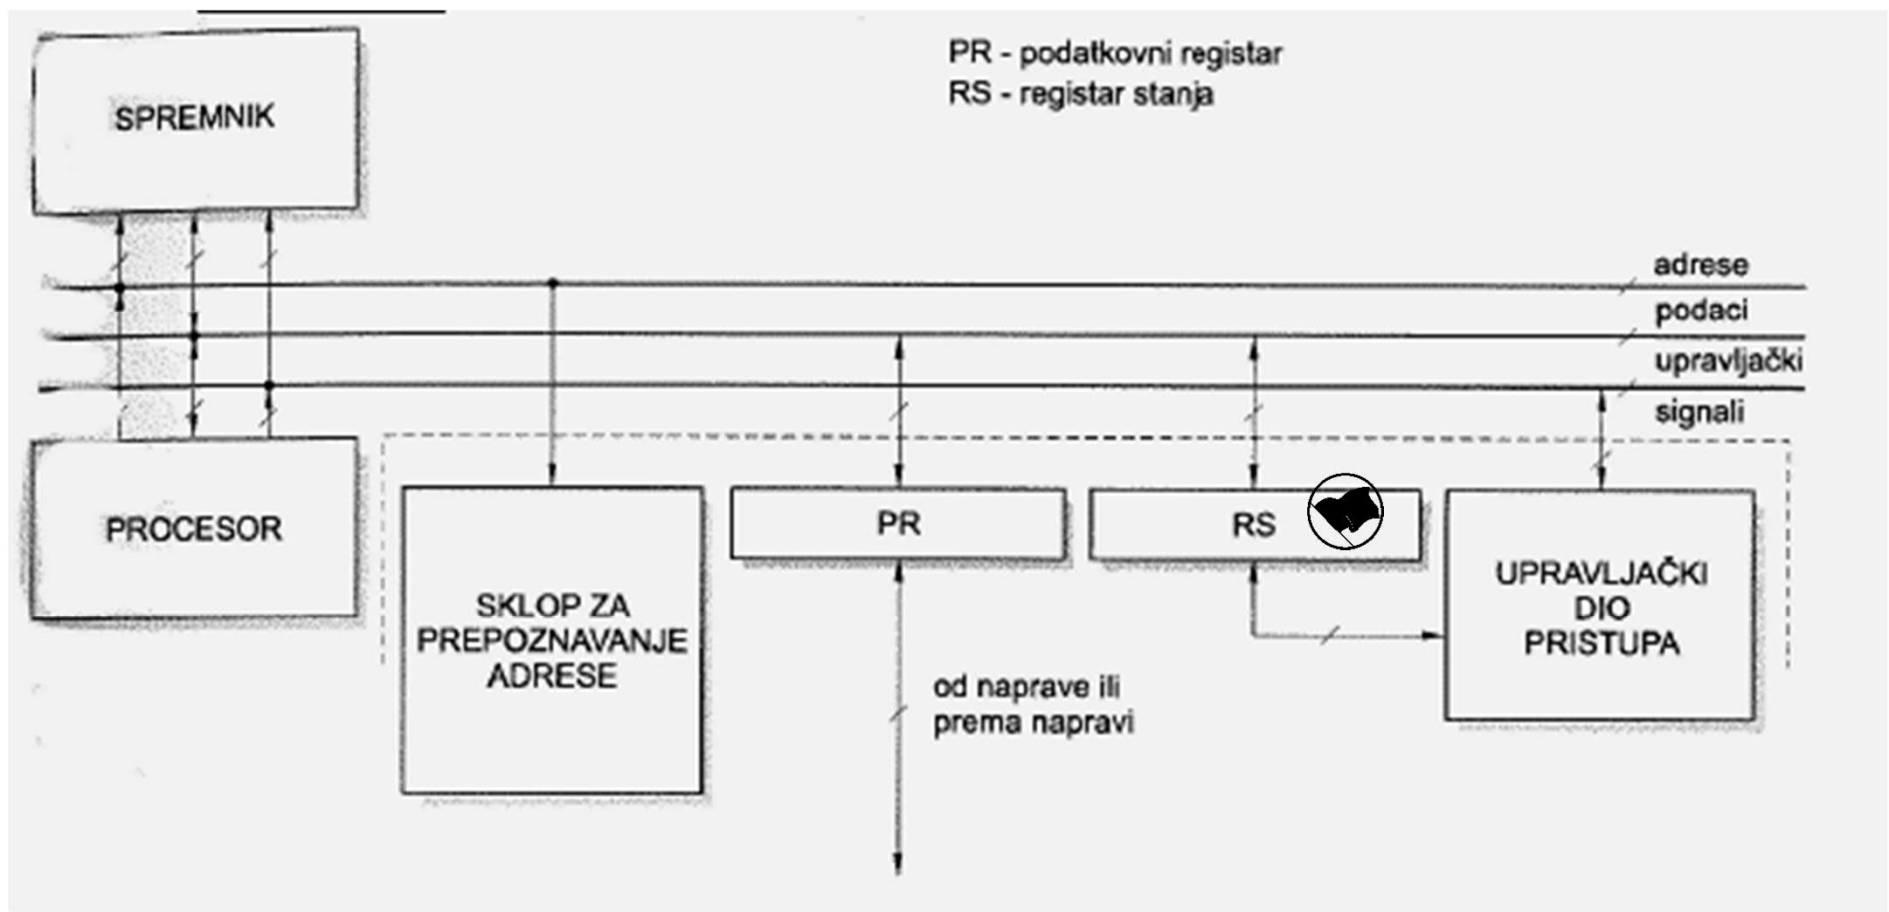 PR - podatkovni registar
RS - registar stanja
SPREMNIK
adrese
podaci
upravljački
signali
PROCESOR
SKLOP ZA
PREPOZNAVANJE
ADRESE
PR
RS
UPRAVLJAČKI
DIO
PRISTUPA
od naprave ili
prema napravi